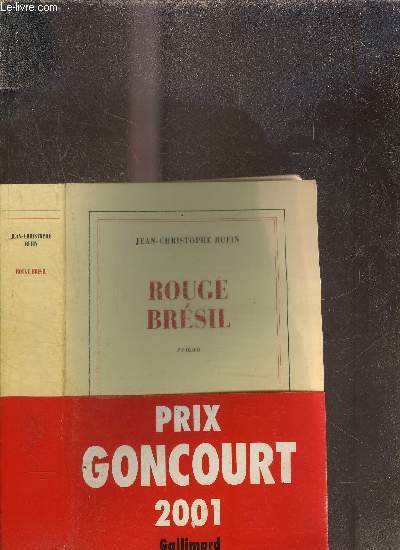 Le-livre.com
JEAN-CHRISTOPHE
RUFIN
ROUGE BRÉSIL
JEAN-CHRISTOPHE RUFIN
ROUGE
BRÉSIL
roman
PRIX
GONCOURT
2001
Gallimard